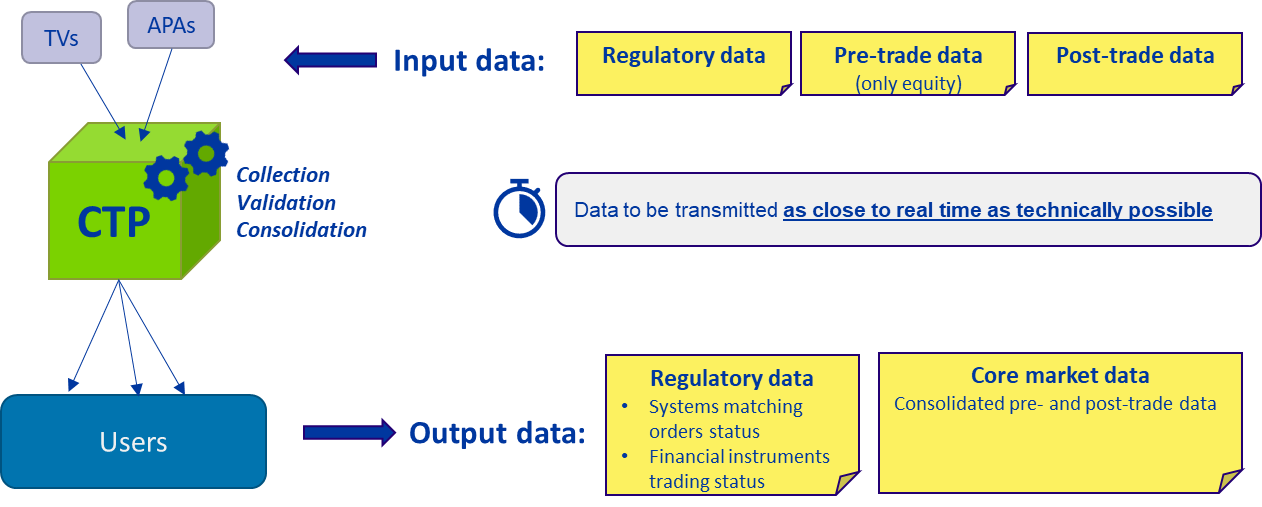 TVs
APAs
Input data:
Regulatory data
Pre-trade data
(only equity)
Post-trade data
CTP
Collection
Validation
Consolidation
Data to be transmitted as close to real time as technically possible
Users
Output data:
Regulatory data
• Systems matching
orders status
• Financial instruments
trading status
Core market data
Consolidated pre- and post-trade data